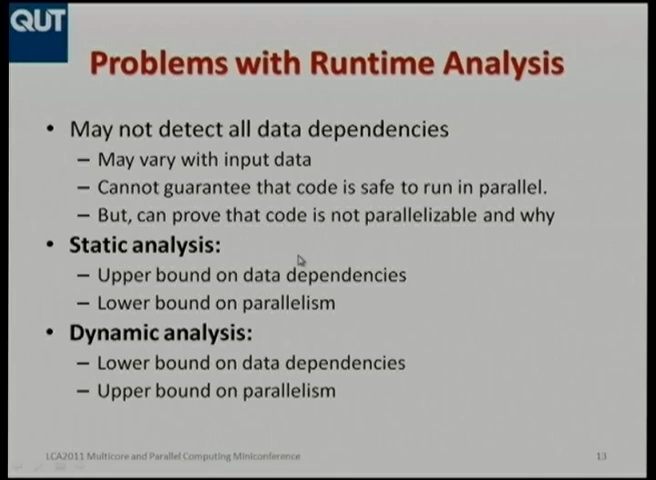 QUT
Problems with Runtime Analysis
• May not detect all data dependencies
– May vary with input data
– Cannot guarantee that code is safe to run in parallel.
– But, can prove that code is not parallelizable and why
• Static analysis:
– Upper bound on data dependencies
– Lower bound on parallelism
• Dynamic analysis:
– Lower bound on data dependencies
– Upper bound on parallelism
LCA2011 Multicore and Parallel Computing Miniconference
13